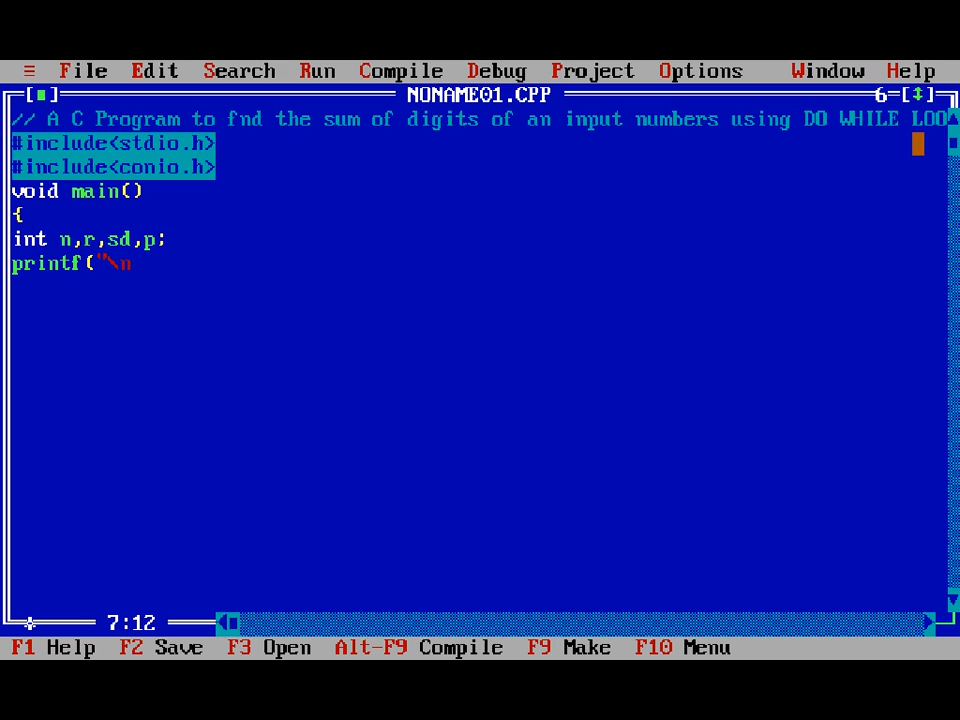 ≡ File Edit Search Run Compile Debug Project Options Window Help
[■] NONAME01.CPP 6=[↕]
// A C Program to fnd the sum of digits of an input numbers using DO WHILE LOO
#include<stdio.h>
#include<conio.h>
void main()
{
int n,r,sd,p;
printf("\n
7:12
F1 Help F2 Save F3 Open Alt-F9 Compile F9 Make F10 Menu